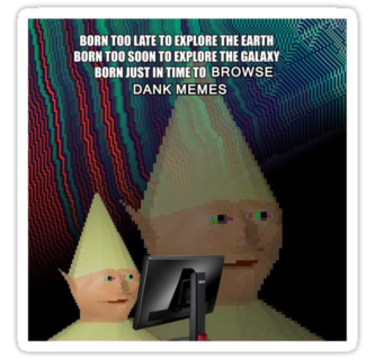 BORN TOO LATE TO EXPLORE THE EARTH
BORN TOO SOON TO EXPLORE THE GALAXY
BORN JUST IN TIME TO BROWSE
DANK MEMES